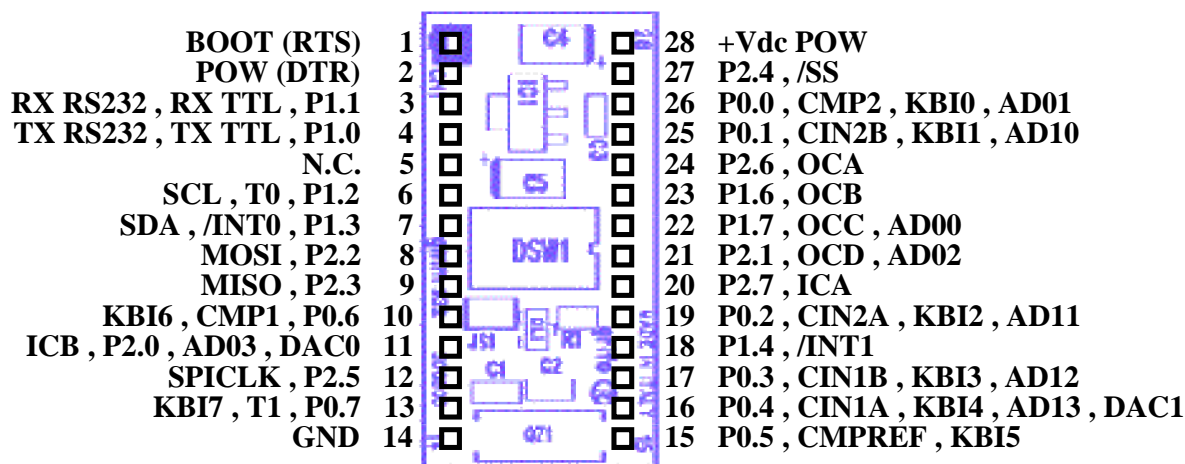 BOOT (RTS) 1 28 +Vdc POW
POW (DTR) 2 27 P2.4 , /SS
RX RS232 , RX TTL , P1.1 3 26 P0.0 , CMP2 , KBI0 , AD01
TX RS232 , TX TTL , P1.0 4 25 P0.1 , CIN2B , KBI1 , AD10
N.C. 5 24 P2.6 , OCA
SCL , T0 , P1.2 6 23 P1.6 , OCB
SDA , /INT0 , P1.3 7 22 P1.7 , OCC , AD00
MOSI , P2.2 8 21 P2.1 , OCD , AD02
MISO , P2.3 9 20 P2.7 , ICA
KBI6 , CMP1 , P0.6 10 19 P0.2 , CIN2A , KBI2 , AD11
ICB , P2.0 , AD03 , DAC0 11 18 P1.4 , /INT1
SPICLK , P2.5 12 17 P0.3 , CIN1B , KBI3 , AD12
KBI7 , T1 , P0.7 13 16 P0.4 , CIN1A , KBI4 , AD13 , DAC1
GND 14 15 P0.5 , CMPREF , KBI5
C4
IC1
C3
C5
DSW1
JS1
R1
C1
C2
QZ1